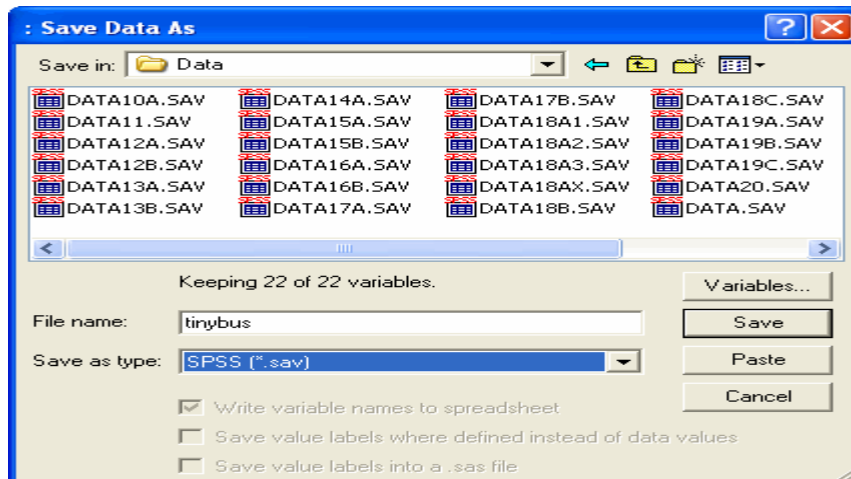 : Save Data As
Save in: Data
DATA10A.SAV DATA14A.SAV DATA17B.SAV DATA18C.SAV
DATA11.SAV DATA15A.SAV DATA18A1.SAV DATA19A.SAV
DATA12A.SAV DATA15B.SAV DATA18A2.SAV DATA19B.SAV
DATA12B.SAV DATA16A.SAV DATA18A3.SAV DATA19C.SAV
DATA13A.SAV DATA16B.SAV DATA18AX.SAV DATA20.SAV
DATA13B.SAV DATA17A.SAV DATA18B.SAV DATA.SAV
Keeping 22 of 22 variables.
Variables...
File name: tinybus
Save
Save as type: SPSS (*.sav)
Paste
Cancel
Write variable names to spreadsheet
Save value labels where defined instead of data values
Save value labels into a .sas file